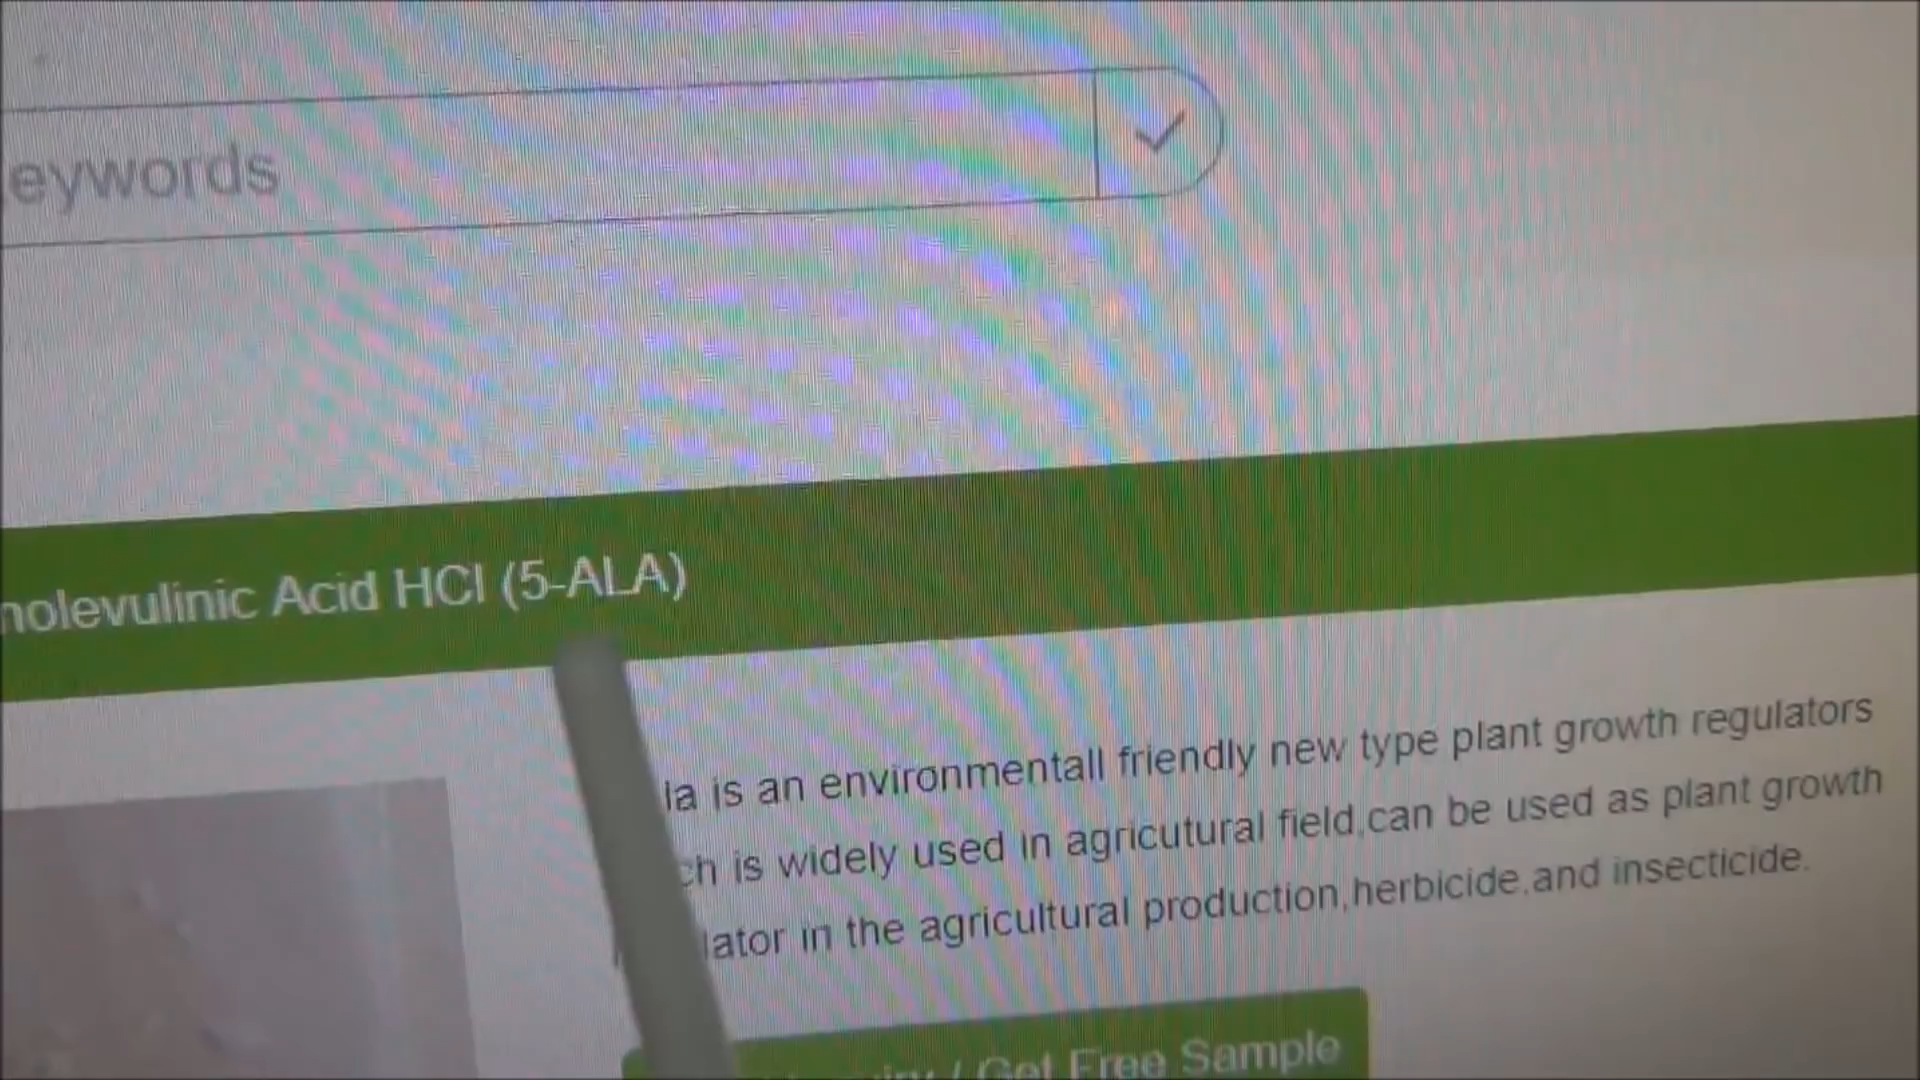 eywords
nolevulinic Acid HCl (5-ALA)
la is an environmentall friendly new type plant growth regulators
ch is widely used in agricutural field,can be used as plant growth
lator in the agricultural production,herbicide,and insecticide.
/ Get Free Sample